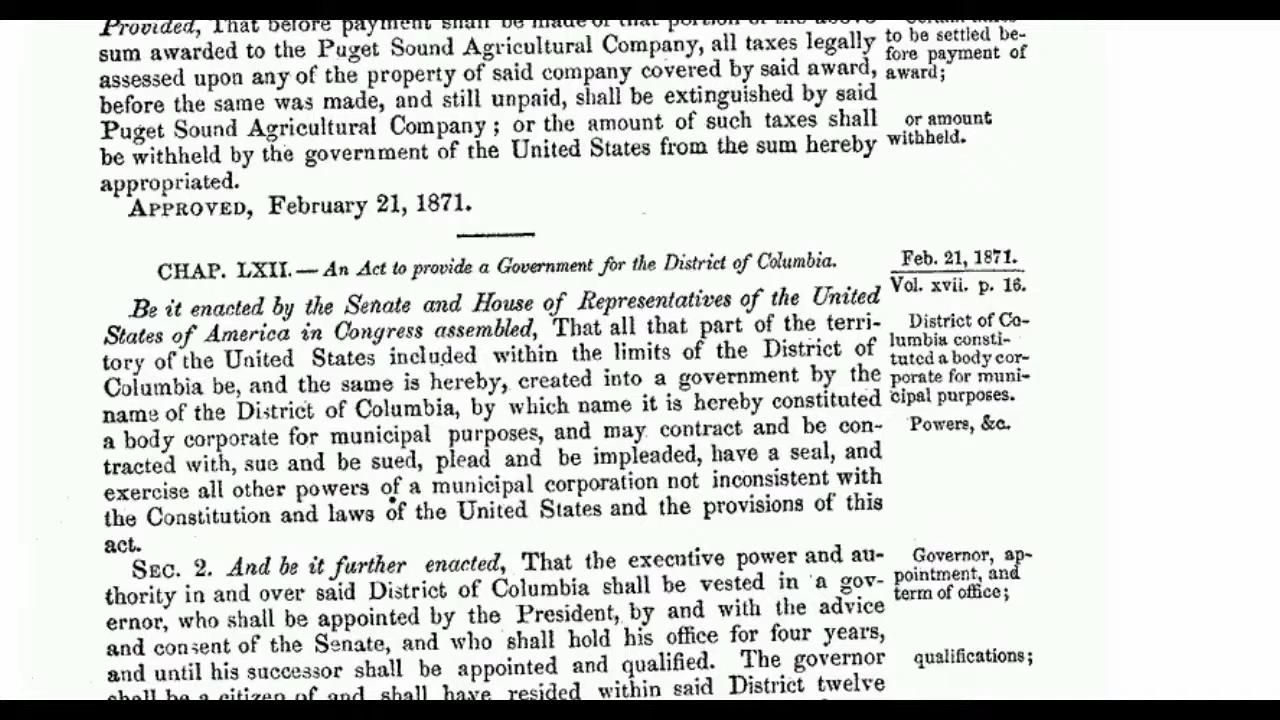 Provided, That before payment shall be made of that portion of the above
sum awarded to the Puget Sound Agricultural Company, all taxes legally
assessed upon any of the property of said company covered by said award,
before the same was made, and still unpaid, shall be extinguished by said
Puget Sound Agricultural Company; or the amount of such taxes shall
be withheld by the government of the United States from the sum hereby
appropriated.
APPROVED, February 21, 1871.
to be settled be-
fore payment of
award;
or amount
withheld.
CHAP. LXII.—An Act to provide a Government for the District of Columbia.
Feb. 21, 1871.
Vol. xvii. p. 16.
Be it enacted by the Senate and House of Representatives of the United
States of America in Congress assembled, That all that part of the terri-
tory of the United States included within the limits of the District of
Columbia be, and the same is hereby, created into a government by the
name of the District of Columbia, by which name it is hereby constituted
a body corporate for municipal purposes, and may contract and be con-
tracted with, sue and be sued, plead and be impleaded, have a seal, and
exercise all other powers of a municipal corporation not inconsistent with
the Constitution and laws of the United States and the provisions of this
act.
District of Co-
lumbia consti-
tuted a body cor-
porate for muni-
cipal purposes.
Powers, &c.
SEC. 2. And be it further enacted, That the executive power and au-
thority in and over said District of Columbia shall be vested in a gov-
ernor, who shall be appointed by the President, by and with the advice
and consent of the Senate, and who shall hold his office for four years,
and until his successor shall be appointed and qualified. The governor
shall be a citizen of and shall have resided within said District twelve
Governor, ap-
pointment, and
term of office;
qualifications;